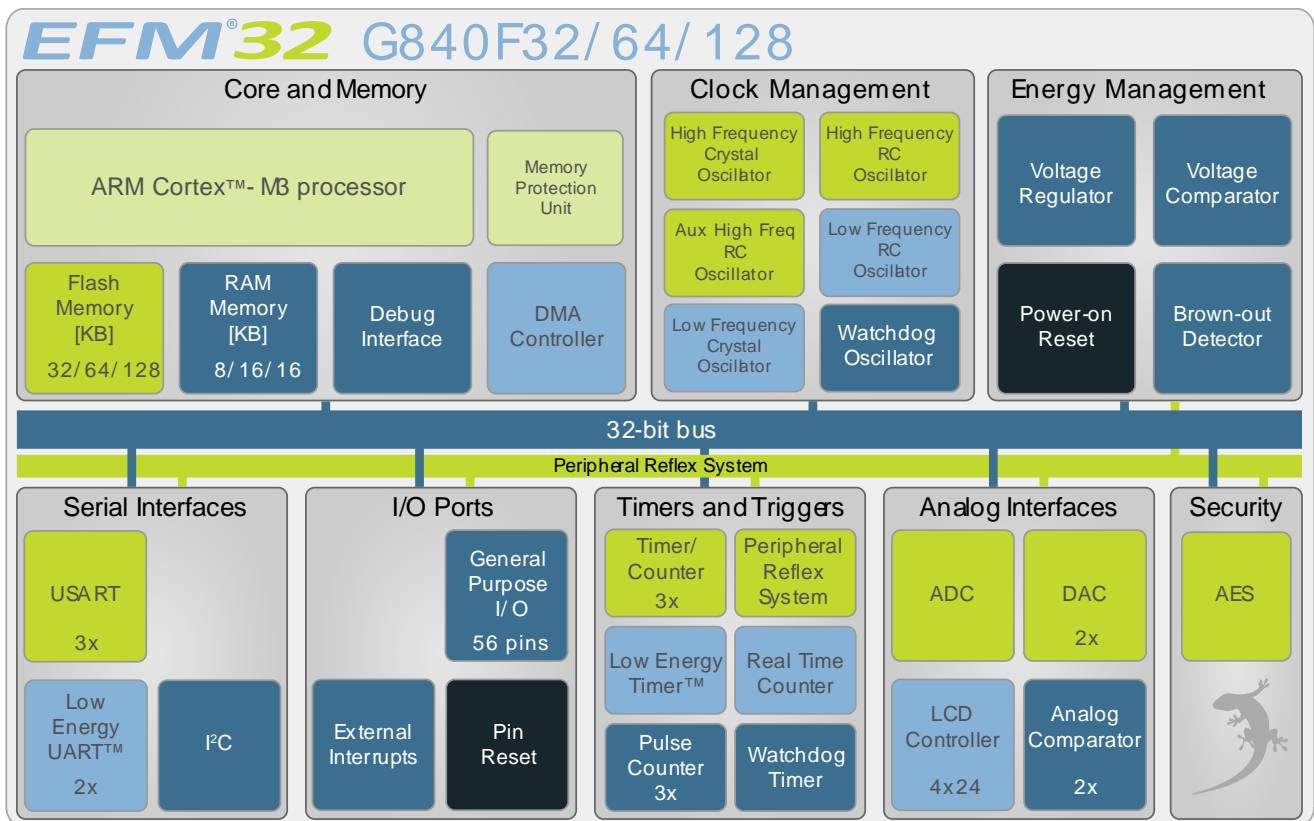 EFM®32 G840F32/64/128
Core and Memory
ARM Cortex™-M3 processor
Memory
Protection
Unit
Flash
Memory
[KB]
32/64/128
RAM
Memory
[KB]
8/16/16
Debug
Interface
DMA
Controller
Clock Management
High Frequency
Crystal
Oscillator
High Frequency
RC
Oscillator
Aux High Freq
RC
Oscillator
Low Frequency
RC
Oscillator
Low Frequency
Crystal
Oscillator
Watchdog
Oscillator
Energy Management
Voltage
Regulator
Voltage
Comparator
Power-on
Reset
Brown-out
Detector
32-bit bus
Peripheral Reflex System
Serial Interfaces
USART
3x
Low
Energy
UART™
2x
I²C
I/O Ports
General
Purpose
I/O
56 pins
External
Interrupts
Pin
Reset
Timers and Triggers
Timer/
Counter
3x
Peripheral
Reflex
System
Low Energy
Timer™
Real Time
Counter
Pulse
Counter
3x
Watchdog
Timer
Analog Interfaces
ADC
DAC
2x
LCD
Controller
4x24
Analog
Comparator
2x
Security
AES